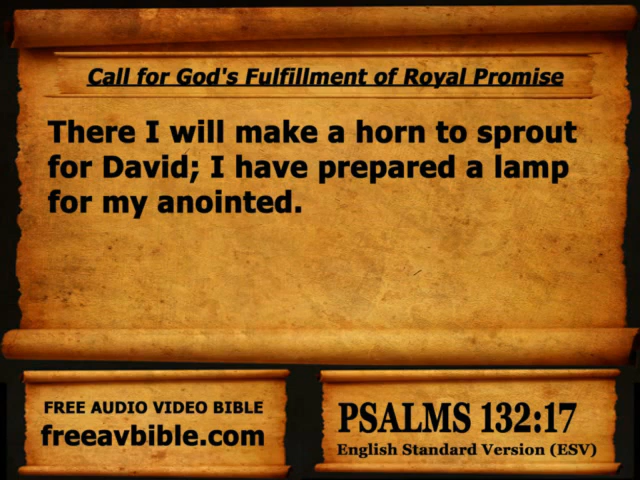 Call for God's Fulfillment of Royal Promise
There I will make a horn to sprout
for David; I have prepared a lamp
for my anointed.
FREE AUDIO VIDEO BIBLE
freeavbible.com
PSALMS 132:17
English Standard Version (ESV)